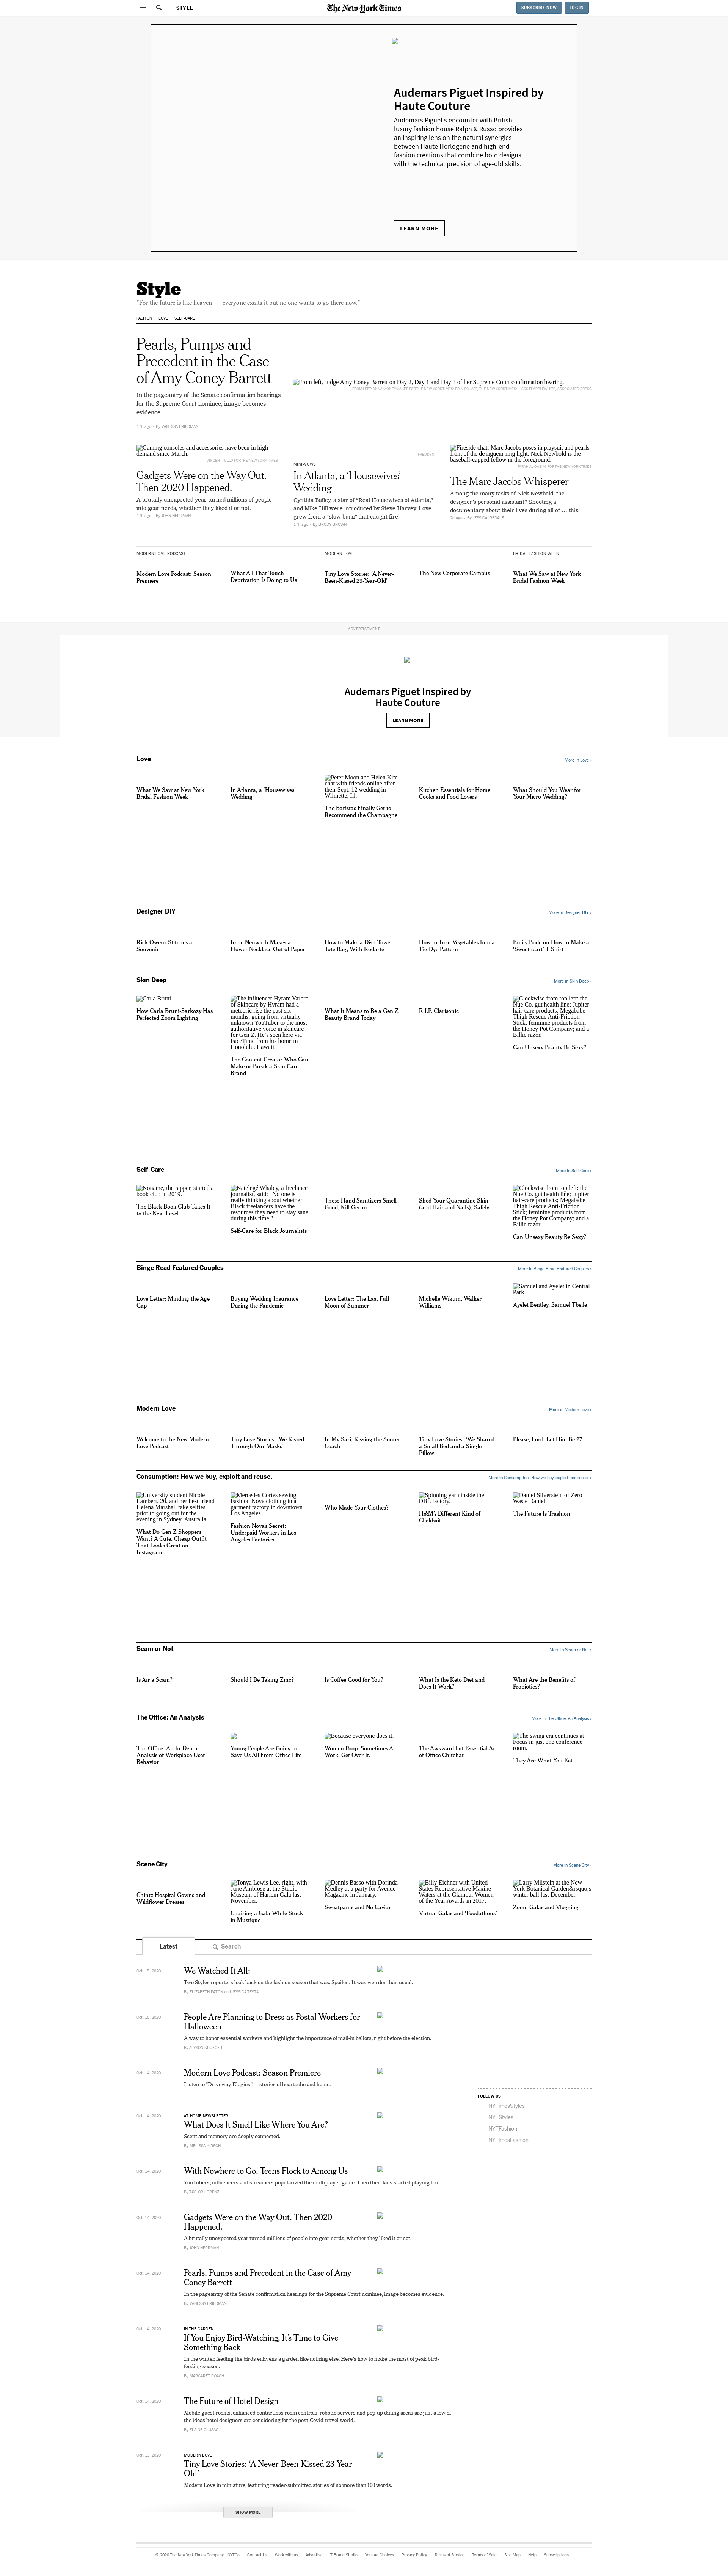 STYLE
The New York Times
SUBSCRIBE NOW
LOG IN
Audemars Piguet Inspired by
Haute Couture
Audemars Piguet's encounter with British
luxury fashion house Ralph & Russo provides
an inspiring lens on the natural synergies
between Haute Horlogerie and high-end
fashion creations that combine bold designs
with the technical precision of age-old skills.
LEARN MORE
Style
“For the future is like heaven — everyone exalts it but no one wants to go there now.”
FASHION
LOVE
SELF-CARE
Pearls, Pumps and
Precedent in the Case
of Amy Coney Barrett
In the pageantry of the Senate confirmation hearings
for the Supreme Court nominee, image becomes
evidence.
17h ago · By VANESSA FRIEDMAN
From left, Judge Amy Coney Barrett on Day 2, Day 1 and Day 3 of her Supreme Court confirmation hearing.
Gaming consoles and accessories have been in high
demand since March.
Gadgets Were on the Way Out.
Then 2020 Happened.
A brutally unexpected year turned millions of people
into gear nerds, whether they liked it or not.
17h ago · By JOHN HERRMAN
MINI-VOWS
In Atlanta, a ‘Housewives’
Wedding
Cynthia Bailey, a star of “Real Housewives of Atlanta,”
and Mike Hill were introduced by Steve Harvey. Love
grew from a “slow burn” that caught fire.
17h ago · By BINDDY BROWN
Fireside chat: Marc Jacobs poses in playsuit and pearls
front of the de rigueur ring light. Nick Newbold is the
baseball-capped fellow in the foreground.
The Marc Jacobs Whisperer
Among the many tasks of Nick Newbold, the
designer's personal assistant? Shooting a
documentary about their lives during all of … this.
2d ago · By JESSICA IREDALE
MODERN LOVE PODCAST
Modern Love Podcast: Season
Premiere
What All That Touch
Deprivation Is Doing to Us
MODERN LOVE
Tiny Love Stories: ‘A Never-
Been-Kissed 23-Year-Old’
The New Corporate Campus
BRIDAL FASHION WEEK
What We Saw at New York
Bridal Fashion Week
ADVERTISEMENT
Audemars Piguet Inspired by
Haute Couture
LEARN MORE
Love
More in Love ›
What We Saw at New York
Bridal Fashion Week
In Atlanta, a ‘Housewives’
Wedding
Peter Moon and Helen Kim
chat with friends online after
their Sept. 12 wedding in
Wilmette, Ill.
The Baristas Finally Get to
Recommend the Champagne
Kitchen Essentials for Home
Cooks and Food Lovers
What Should You Wear for
Your Micro Wedding?
Designer DIY
More in Designer DIY ›
Rick Owens Stitches a
Souvenir
Irene Neuwirth Makes a
Flower Necklace Out of Paper
How to Make a Dish Towel
Tote Bag, With Rodarte
How to Turn Vegetables Into a
Tie-Dye Pattern
Emily Bode on How to Make a
‘Sweetheart’ T-Shirt
Skin Deep
More in Skin Deep ›
Carla Bruni
How Carla Bruni-Sarkozy Has
Perfected Zoom Lighting
The influencer Hyram Yarbro
of Skincare by Hyram had a
meteoric rise the past six
months, going from virtually
unknown YouTube to the most
authoritative voice in skincare
for Gen Z. He's seen here via
FaceTime from his home in
Honolulu, Hawaii.
The Content Creator Who Can
Make or Break a Skin Care
Brand
What It Means to Be a Gen Z
Beauty Brand Today
R.I.P. Clarisonic
Clockwise from top left: the
Nue Co. gut health line; Jupiter
hair-care products; Megababe
Thigh Rescue Anti-Friction
Stick; feminine products from
the Honey Pot Company; and a
Billie razor.
Can Unsexy Beauty Be Sexy?
Self-Care
More in Self-Care ›
Noname, the rapper, started a
book club in 2019.
The Black Book Club Takes It
to the Next Level
Natelegé Whaley, a freelance
journalist, said: “No one is
really thinking about whether
Black freelancers have the
resources they need to stay sane
during this time.”
Self-Care for Black Journalists
These Hand Sanitizers Smell
Good, Kill Germs
Shed Your Quarantine Skin
(and Hair and Nails), Safely
Clockwise from top left: the
Nue Co. gut health line; Jupiter
hair-care products; Megababe
Thigh Rescue Anti-Friction
Stick; feminine products from
the Honey Pot Company; and a
Billie razor.
Can Unsexy Beauty Be Sexy?
Binge Read Featured Couples
More in Binge Read Featured Couples ›
Love Letter: Minding the Age
Gap
Buying Wedding Insurance
During the Pandemic
Love Letter: The Last Full
Moon of Summer
Michelle Wikum, Walker
Williams
Samuel and Ayelet in Central
Park
Ayelet Bentley, Samuel Tbeile
Modern Love
More in Modern Love ›
Welcome to the New Modern
Love Podcast
Tiny Love Stories: ‘We Kissed
Through Our Masks’
In My Sari, Kissing the Soccer
Coach
Tiny Love Stories: ‘We Shared
a Small Bed and a Single
Pillow’
Please, Lord, Let Him Be 27
Consumption: How we buy, exploit and reuse.
More in Consumption: How we buy, exploit and reuse. ›
University student Nicole
Lambert, 20, and her best friend
Helena Marshall take selfies
prior to going out for the
evening in Sydney, Australia.
What Do Gen Z Shoppers
Want? A Cute, Cheap Outfit
That Looks Great on
Instagram
Mercedes Cortes sewing
Fashion Nova clothing in a
garment factory in downtown
Los Angeles.
Fashion Nova's Secret:
Underpaid Workers in Los
Angeles Factories
Who Made Your Clothes?
Spinning yarn inside the
DBL factory.
H&M's Different Kind of
Clickbait
Daniel Silverstein of Zero
Waste Daniel.
The Future Is Trashion
Scam or Not
More in Scam or Not ›
Is Air a Scam?
Should I Be Taking Zinc?
Is Coffee Good for You?
What Is the Keto Diet and
Does It Work?
What Are the Benefits of
Probiotics?
The Office: An Analysis
More in The Office: An Analysis ›
The Office: An In-Depth
Analysis of Workplace User
Behavior
Young People Are Going to
Save Us All From Office Life
Because everyone does it.
Women Poop. Sometimes At
Work. Get Over It.
The Awkward but Essential Art
of Office Chitchat
The swing era continues at
Focus in just one conference
room.
They Are What You Eat
Scene City
More in Scene City ›
Chintz Hospital Gowns and
Wildflower Dresses
Tonya Lewis Lee, right, with
June Ambrose at the Studio
Museum of Harlem Gala last
November.
Chairing a Gala While Stuck
in Mustique
Dennis Basso with Dorinda
Medley at a party for Avenue
Magazine in January.
Sweatpants and No Caviar
Billy Eichner with United
States Representative Maxine
Waters at the Glamour Women
of the Year Awards in 2017.
Virtual Galas and ‘Foodathons’
Larry Milstein at the New
York Botanical Garden&rsquo;s
winter ball last December.
Zoom Galas and Vlogging
Latest
Search
Oct. 15, 2020
We Watched It All:
Two Styles reporters look back on the fashion season that was. Spoiler: It was weirder than usual.
By ELIZABETH PATON and JESSICA TESTA
Oct. 15, 2020
People Are Planning to Dress as Postal Workers for
Halloween
A way to honor essential workers and highlight the importance of mail-in ballots, right before the election.
By ALYSON KRUEGER
Oct. 14, 2020
Modern Love Podcast: Season Premiere
Listen to “Driveway Elegies” — stories of heartache and home.
Oct. 14, 2020
AT HOME NEWSLETTER
What Does It Smell Like Where You Are?
Scent and memory are deeply connected.
By MELISSA KIRSCH
Oct. 14, 2020
With Nowhere to Go, Teens Flock to Among Us
YouTubers, influencers and streamers popularized the multiplayer game. Then their fans started playing too.
By TAYLOR LORENZ
Oct. 14, 2020
Gadgets Were on the Way Out. Then 2020
Happened.
A brutally unexpected year turned millions of people into gear nerds, whether they liked it or not.
By JOHN HERRMAN
Oct. 14, 2020
Pearls, Pumps and Precedent in the Case of Amy
Coney Barrett
In the pageantry of the Senate confirmation hearings for the Supreme Court nominee, image becomes evidence.
By VANESSA FRIEDMAN
Oct. 14, 2020
IN THE GARDEN
If You Enjoy Bird-Watching, It's Time to Give
Something Back
In the winter, feeding the birds enlivens a garden like nothing else. Here's how to make the most of peak bird-
feeding season.
By MARGARET ROACH
Oct. 14, 2020
The Future of Hotel Design
Mobile guest rooms, enhanced contactless room controls, robotic servers and pop-up dining areas are just a few of
the ideas hotel designers are considering for the post-Covid travel world.
By ELAINE GLUSAC
Oct. 13, 2020
MODERN LOVE
Tiny Love Stories: ‘A Never-Been-Kissed 23-Year-
Old’
Modern Love in miniature, featuring reader-submitted stories of no more than 100 words.
SHOW MORE
FOLLOW US
NYTimesStyles
NYTStyles
NYTFashion
NYTimesFashion
© 2020 The New York Times Company
NYTCo
Contact Us
Work with us
Advertise
T Brand Studio
Your Ad Choices
Privacy Policy
Terms of Service
Terms of Sale
Site Map
Help
Subscriptions